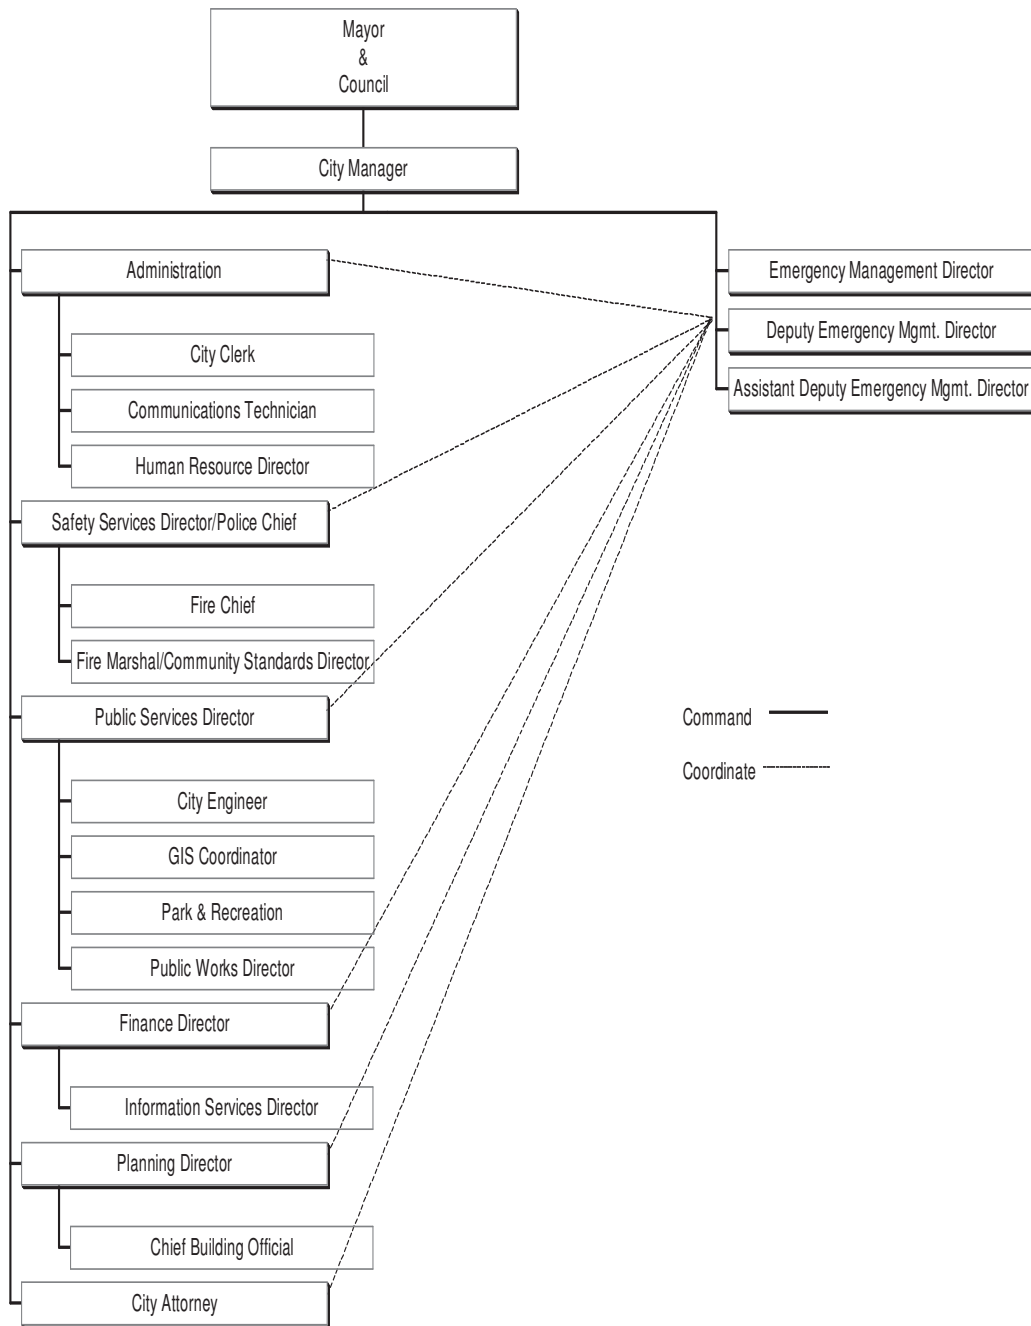 Mayor
&
Council
City Manager
Administration
City Clerk
Communications Technician
Human Resource Director
Safety Services Director/Police Chief
Fire Chief
Fire Marshal/Community Standards Director
Public Services Director
City Engineer
GIS Coordinator
Park & Recreation
Public Works Director
Finance Director
Information Services Director
Planning Director
Chief Building Official
City Attorney
Emergency Management Director
Deputy Emergency Mgmt. Director
Assistant Deputy Emergency Mgmt. Director
Command
Coordinate